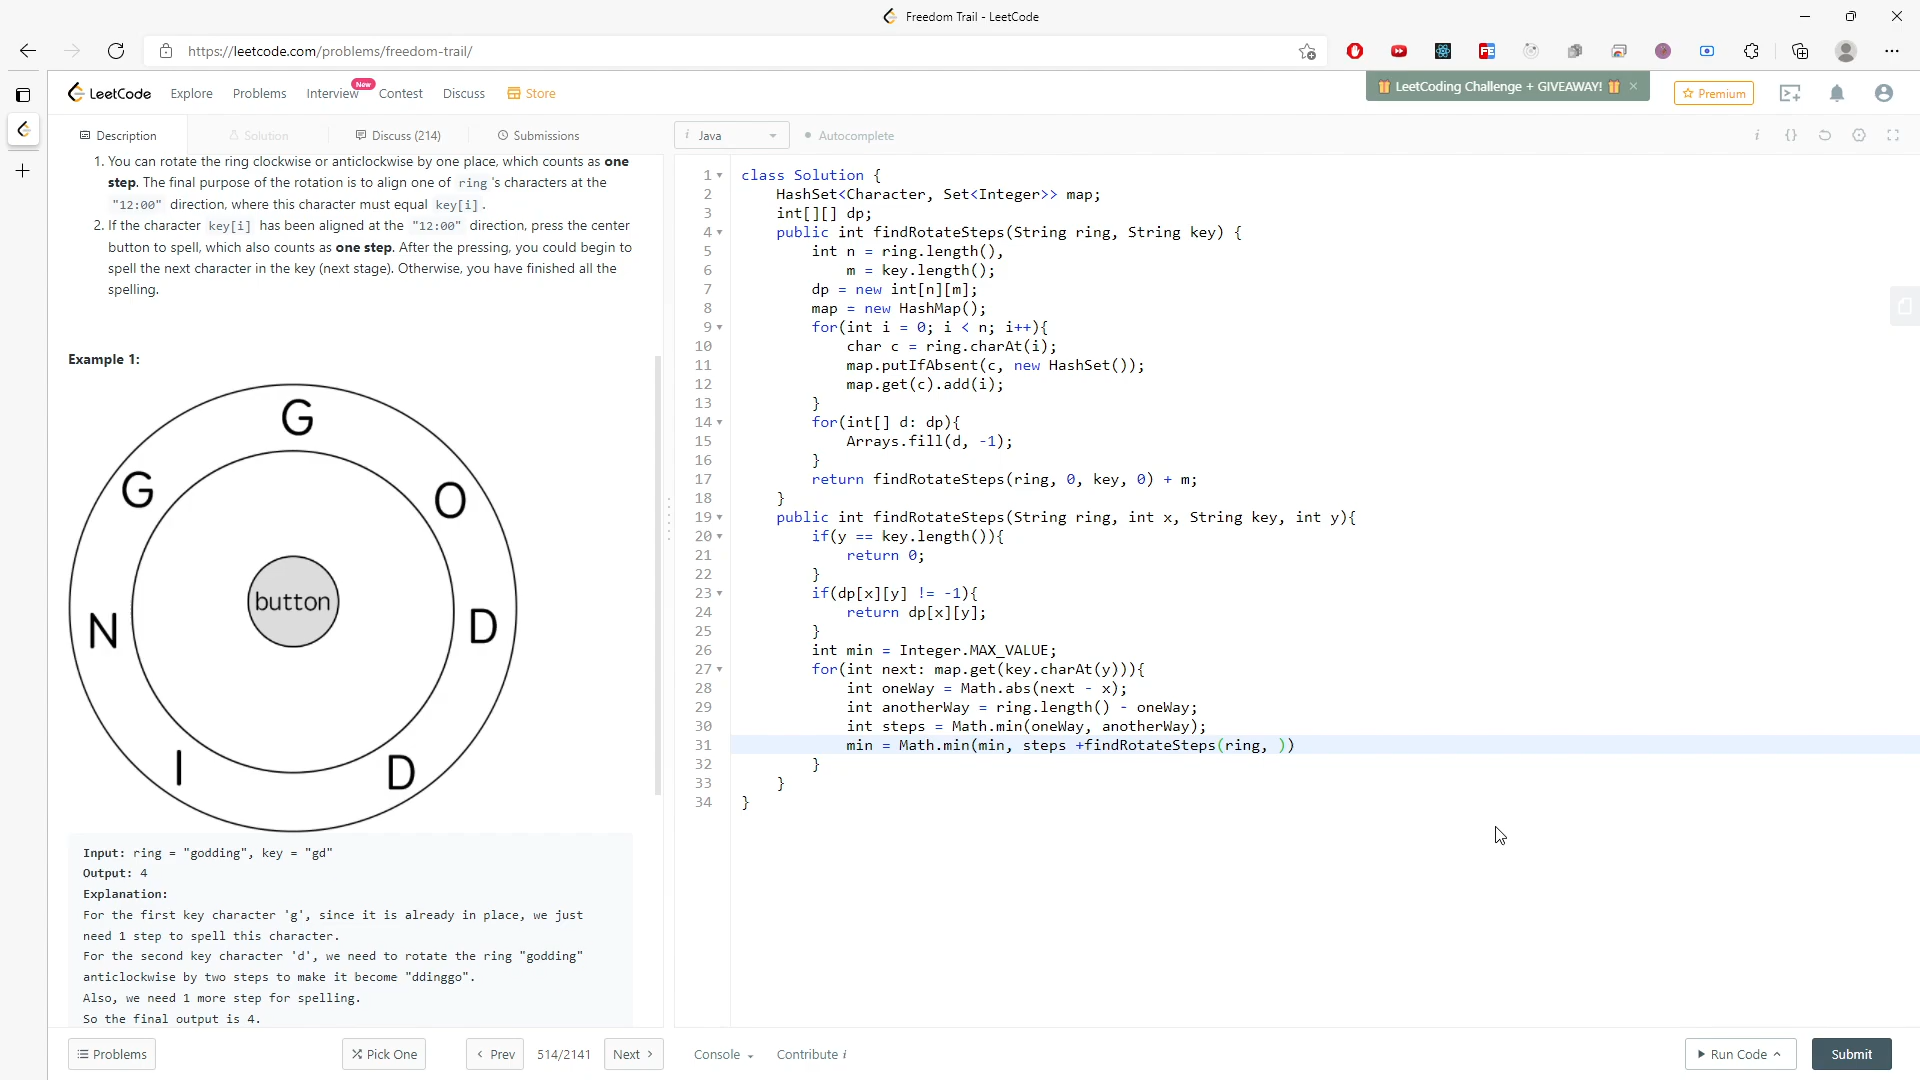 Freedom Trail - LeetCode
https://leetcode.com/problems/freedom-trail/
LeetCode
Explore
Problems
Interview
New
Contest
Discuss
Store
LeetCoding Challenge + GIVEAWAY!
Premium
Description
Solution
Discuss (214)
Submissions
i Java
Autocomplete
1. You can rotate the ring clockwise or anticlockwise by one place, which counts as one
step. The final purpose of the rotation is to align one of ring 's characters at the
"12:00" direction, where this character must equal key[i] .
2. If the character key[i] has been aligned at the "12:00" direction, press the center
button to spell, which also counts as one step. After the pressing, you could begin to
spell the next character in the key (next stage). Otherwise, you have finished all the
spelling.
Example 1:
G
G
O
N
button
D
I
D
Input: ring = "godding", key = "gd"
Output: 4
Explanation:
For the first key character 'g', since it is already in place, we just
need 1 step to spell this character.
For the second key character 'd', we need to rotate the ring "godding"
anticlockwise by two steps to make it become "ddinggo".
Also, we need 1 more step for spelling.
So the final output is 4.
1 class Solution {
2 HashSet<Character, Set<Integer>> map;
3 int[][] dp;
4 public int findRotateSteps(String ring, String key) {
5 int n = ring.length(),
6 m = key.length();
7 dp = new int[n][m];
8 map = new HashMap();
9 for(int i = 0; i < n; i++){
10 char c = ring.charAt(i);
11 map.putIfAbsent(c, new HashSet());
12 map.get(c).add(i);
13 }
14 for(int[] d: dp){
15 Arrays.fill(d, -1);
16 }
17 return findRotateSteps(ring, 0, key, 0) + m;
18 }
19 public int findRotateSteps(String ring, int x, String key, int y){
20 if(y == key.length()){
21 return 0;
22 }
23 if(dp[x][y] != -1){
24 return dp[x][y];
25 }
26 int min = Integer.MAX_VALUE;
27 for(int next: map.get(key.charAt(y))){
28 int oneWay = Math.abs(next - x);
29 int anotherWay = ring.length() - oneWay;
30 int steps = Math.min(oneWay, anotherWay);
31 min = Math.min(min, steps +findRotateSteps(ring, ))
32 }
33 }
34 }
Problems
Pick One
Prev
514/2141
Next
Console
Contribute i
Run Code
Submit